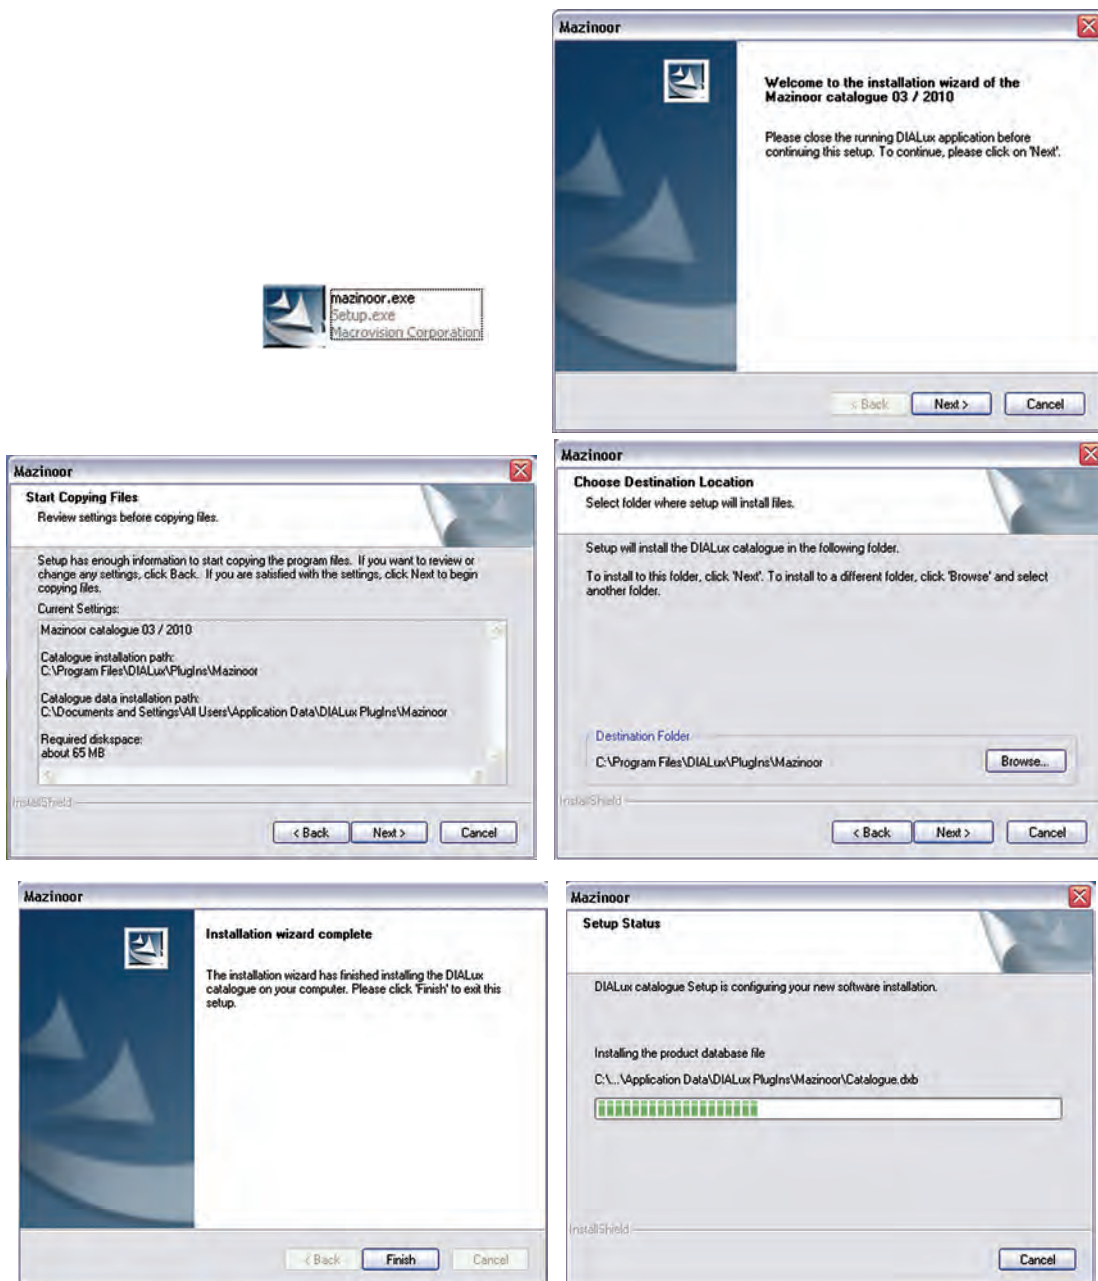 mazinoor.exe
Setup.exe
Macrovision Corporation
Mazinoor
Welcome to the installation wizard of the
Mazinoor catalogue 03 / 2010
Please close the running DIALux application before
continuing this setup. To continue, please click on 'Next'.
< Back
Next >
Cancel
Mazinoor
Start Copying Files
Review settings before copying files.
Setup has enough information to start copying the program files. If you want to review or
change any settings, click Back. If you are satisfied with the settings, click Next to begin
copying files.
Current Settings:
Mazinoor catalogue 03 / 2010
Catalogue installation path:
C:\Program Files\DIALux\PlugIns\Mazinoor
Catalogue data installation path:
C:\Documents and Settings\All Users\Application Data\DIALux PlugIns\Mazinoor
Required diskspace:
about 65 MB
InstallShield
< Back
Next >
Cancel
Mazinoor
Choose Destination Location
Select folder where setup will install files.
Setup will install the DIALux catalogue in the following folder.
To install to this folder, click 'Next'. To install to a different folder, click 'Browse' and select
another folder.
Destination Folder
C:\Program Files\DIALux\PlugIns\Mazinoor
Browse...
InstallShield
< Back
Next >
Cancel
Mazinoor
Installation wizard complete
The installation wizard has finished installing the DIALux
catalogue on your computer. Please click 'Finish' to exit this
setup.
< Back
Finish
Cancel
Mazinoor
Setup Status
DIALux catalogue Setup is configuring your new software installation.
Installing the product database file
C:\...\Application Data\DIALux PlugIns\Mazinoor\Catalogue.dxb
InstallShield
Cancel